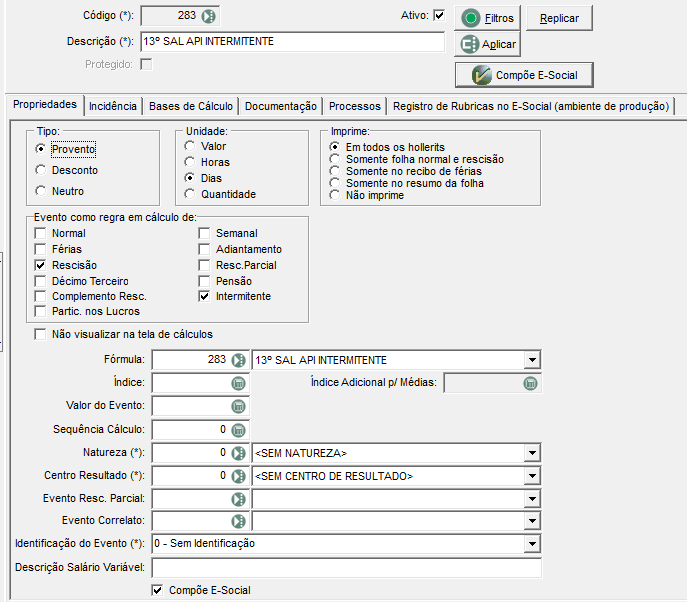 Código (*): 283 Ativo: Filtros Replicar
Descrição (*): 13º SAL API INTERMITENTE Aplicar
Protegido:
Compõe E-Social
Propriedades Incidência Bases de Cálculo Documentação Processos Registro de Rubricas no E-Social (ambiente de produção)
Tipo: Unidade: Imprime:
Provento Valor Em todos os hollerits
Desconto Horas Somente folha normal e rescisão
Neutro Dias Somente no recibo de férias
Quantidade Somente no resumo da folha
Não imprime
Evento como regra em cálculo de:
Normal Semanal
Férias Adiantamento
Rescisão Resc.Parcial
Décimo Terceiro Pensão
Complemento Resc. Intermitente
Partic. nos Lucros
Não visualizar na tela de cálculos
Fórmula: 283 13º SAL API INTERMITENTE
Índice: Índice Adicional p/ Médias:
Valor do Evento:
Sequência Cálculo: 0
Natureza (*): 0 <SEM NATUREZA>
Centro Resultado (*): 0 <SEM CENTRO DE RESULTADO>
Evento Resc. Parcial:
Evento Correlato:
Identificação do Evento (*): 0 - Sem Identificação
Descrição Salário Variável:
Compõe E-Social